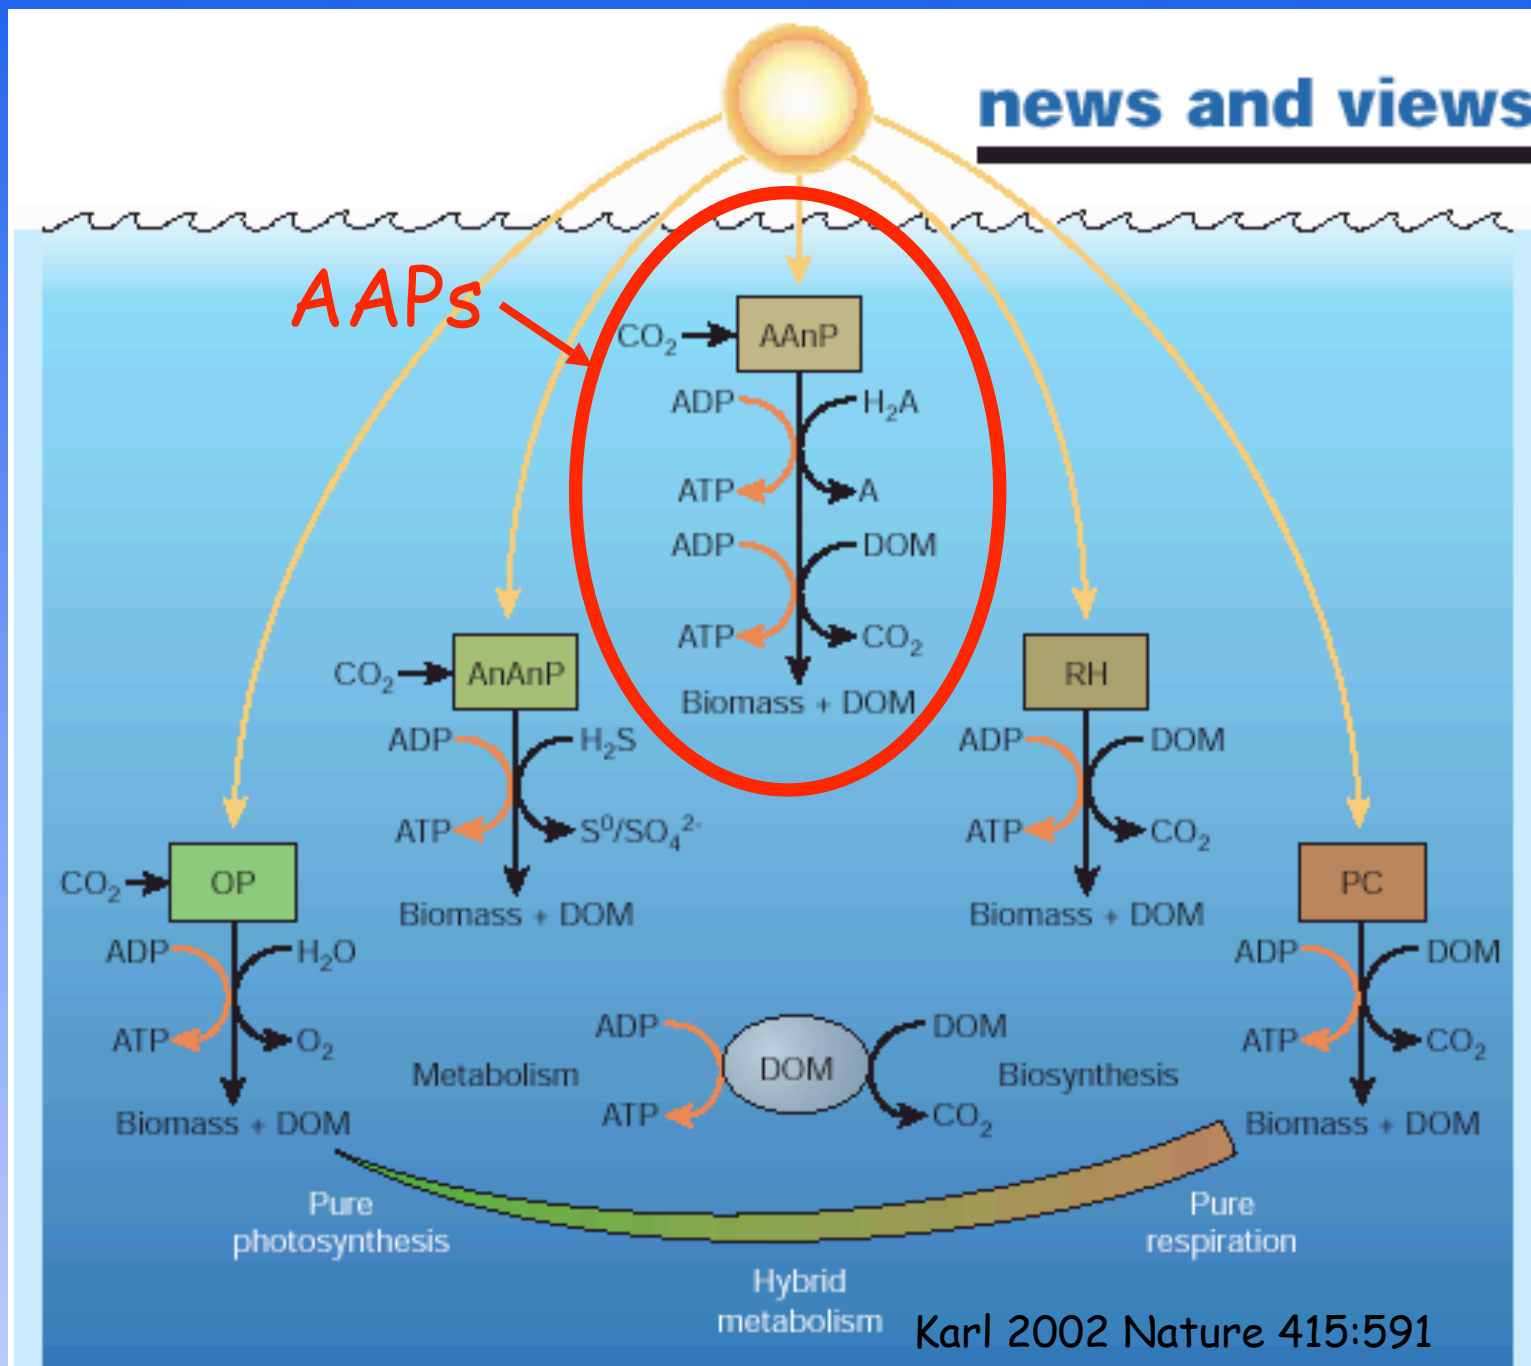 news and views
AAPs
CO₂
AAnP
ADP
H₂A
ATP
A
ADP
DOM
ATP
CO₂
Biomass + DOM
CO₂
AnAnP
ADP
H₂S
ATP
S⁰/SO₄²⁻
Biomass + DOM
RH
ADP
DOM
ATP
CO₂
Biomass + DOM
CO₂
OP
ADP
H₂O
ATP
O₂
Biomass + DOM
PC
ADP
DOM
ATP
CO₂
Biomass + DOM
ADP
DOM
Metabolism
DOM
Biosynthesis
ATP
CO₂
Pure
photosynthesis
Pure
respiration
Hybrid
metabolism
Karl 2002 Nature 415:591